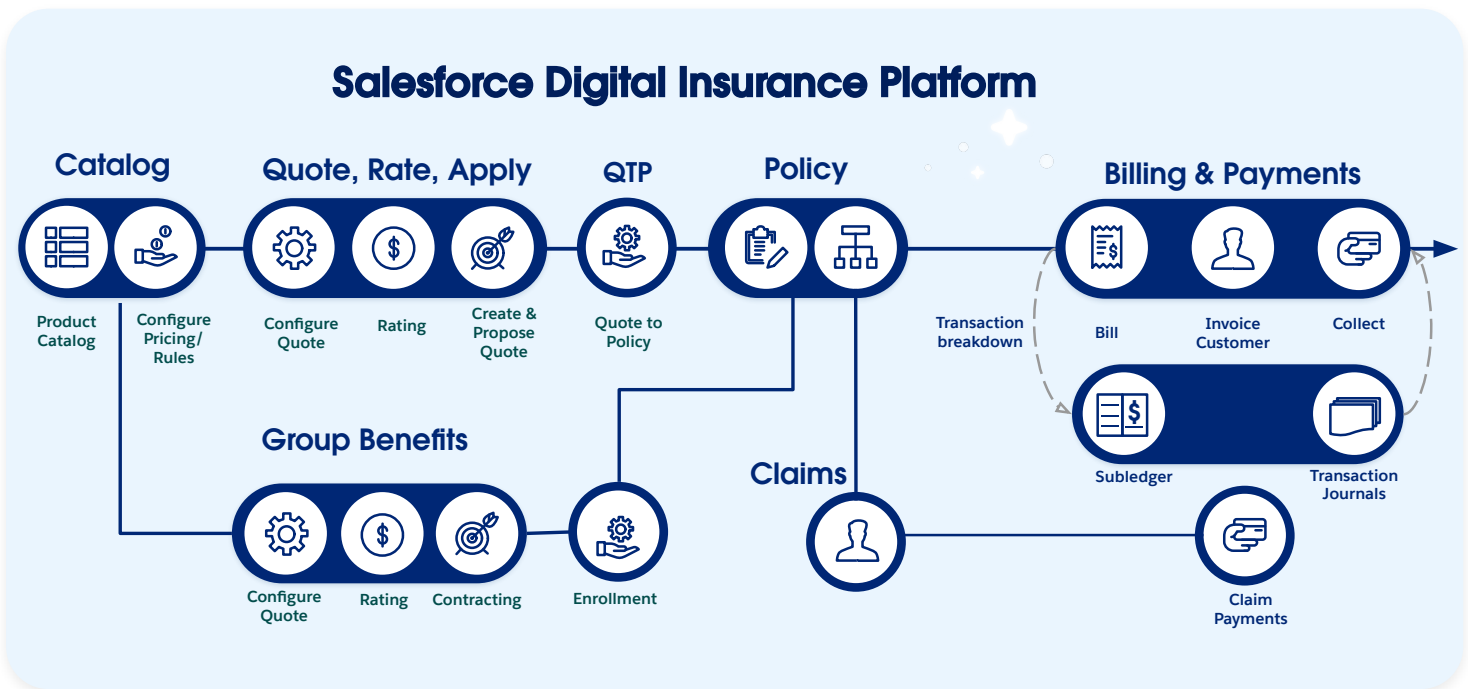 Salesforce Digital Insurance Platform
Catalog
Quote, Rate, Apply
QTP
Policy
Billing & Payments
Product
Catalog
Configure
Pricing/
Rules
Configure
Quote
Rating
Create &
Propose
Quote
Quote to
Policy
Transaction
breakdown
Bill
Invoice
Customer
Collect
Subledger
Transaction
Journals
Group Benefits
Configure
Quote
Rating
Contracting
Enrollment
Claims
Claim
Payments